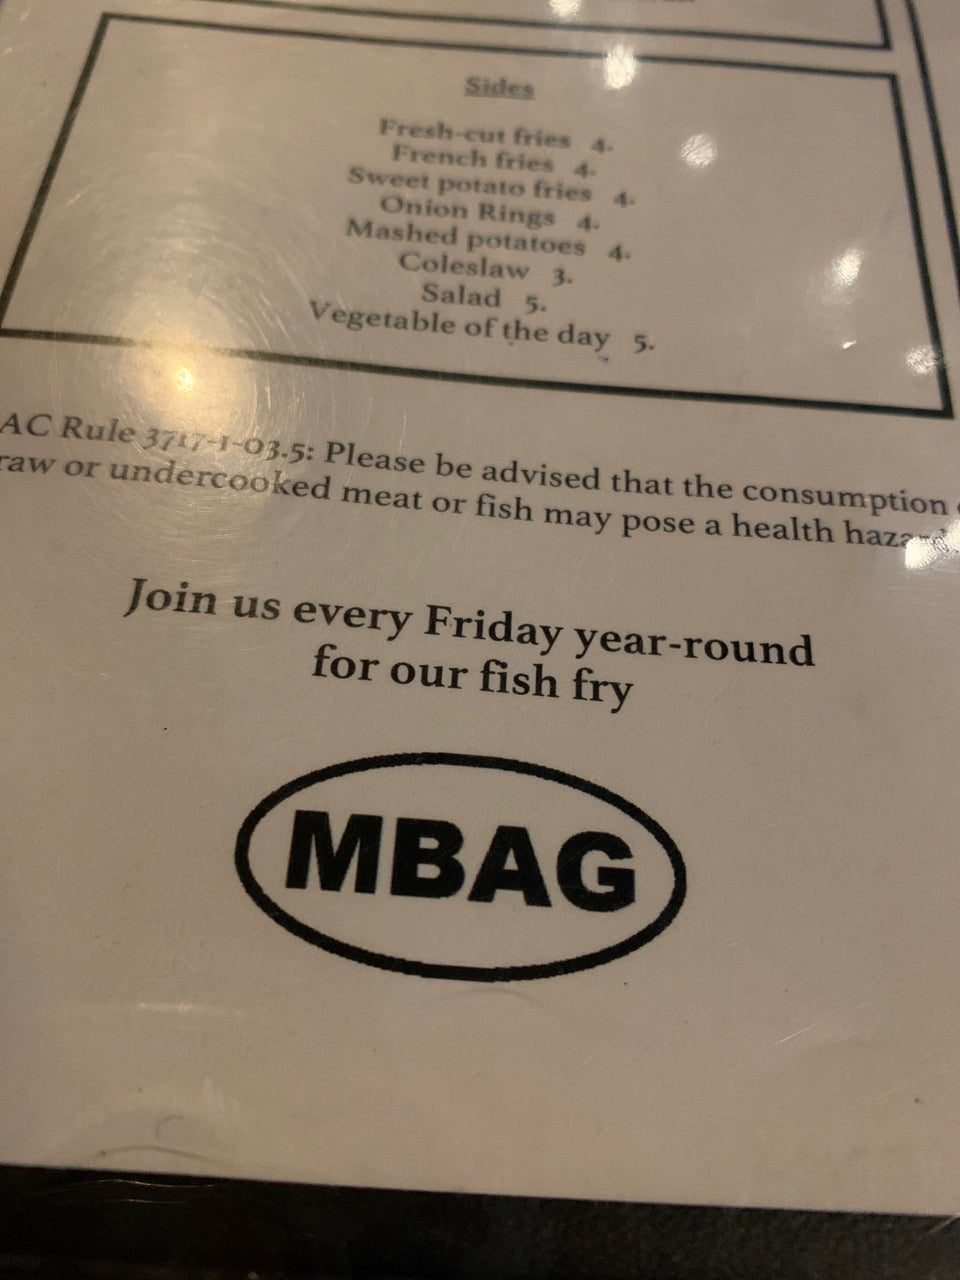 Sides
Fresh-cut fries 4.
French fries 4.
Sweet potato fries 4.
Onion Rings 4.
Mashed potatoes 4.
Coleslaw 3.
Salad 5.
Vegetable of the day 5.
AC Rule 3717-1-03.5: Please be advised that the consumption
raw or undercooked meat or fish may pose a health hazard
Join us every Friday year-round
for our fish fry
MBAG